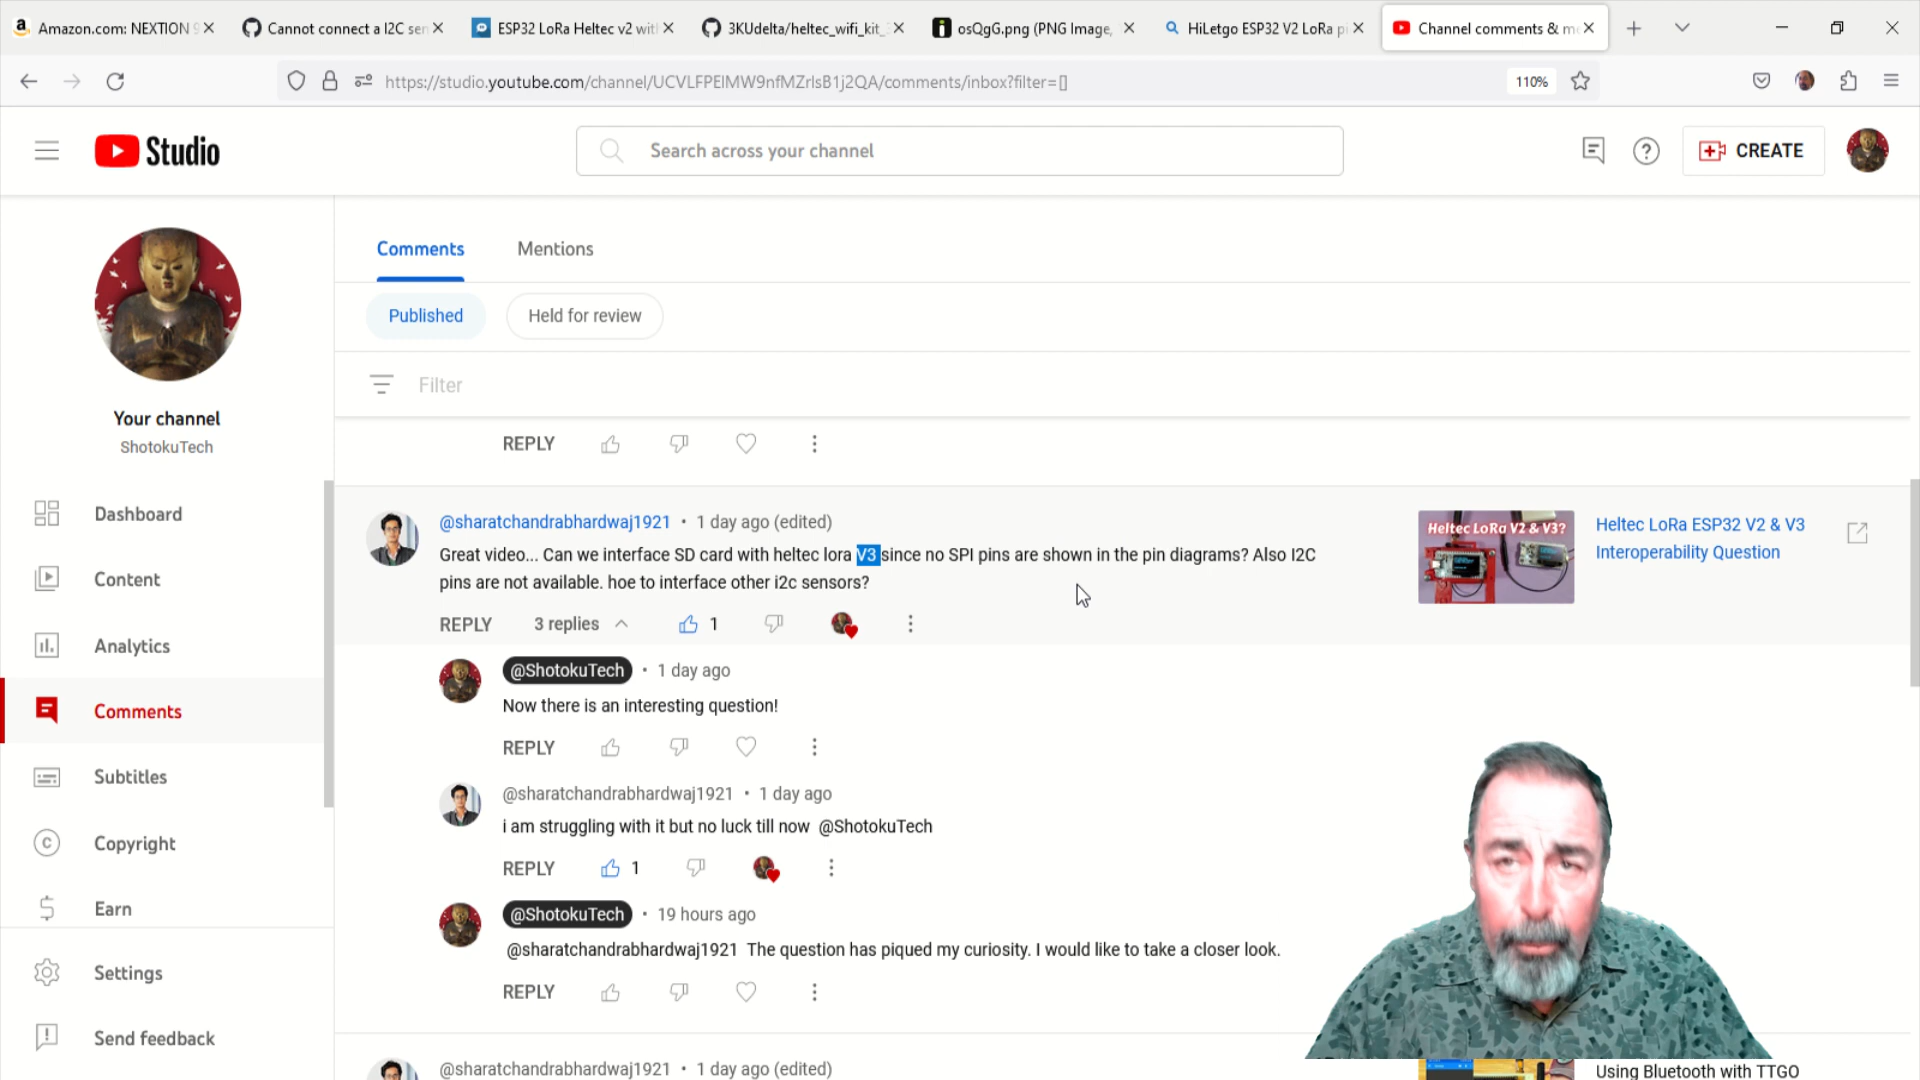 Amazon.com: NEXTION
Cannot connect a I2C sen
ESP32 LoRa Heltec v2 wit
3KUdelta/heltec_wifi_kit_3
osQgG.png (PNG Image,
HiLetgo ESP32 V2 LoRa pi
Channel comments & me
https://studio.youtube.com/channel/UCVLFPElMW9nfMZrlsB1j2QA/comments/inbox?filter=[]
110%
Studio
Search across your channel
CREATE
Your channel
ShotokuTech
Dashboard
Content
Analytics
Comments
Subtitles
Copyright
Earn
Settings
Send feedback
Comments
Mentions
Published
Held for review
Filter
REPLY
@sharatchandrabhardwaj1921 • 1 day ago (edited)
Great video... Can we interface SD card with heltec lora V3 since no SPI pins are shown in the pin diagrams? Also I2C
pins are not available. hoe to interface other i2c sensors?
REPLY 3 replies 1
Heltec LoRa V2 & V3?
Heltec LoRa ESP32 V2 & V3
Interoperability Question
@ShotokuTech • 1 day ago
Now there is an interesting question!
REPLY
@sharatchandrabhardwaj1921 • 1 day ago
i am struggling with it but no luck till now @ShotokuTech
REPLY 1
@ShotokuTech • 19 hours ago
@sharatchandrabhardwaj1921 The question has piqued my curiosity. I would like to take a closer look.
REPLY
@sharatchandrabhardwaj1921 • 1 day ago (edited)
Using Bluetooth with TTGO